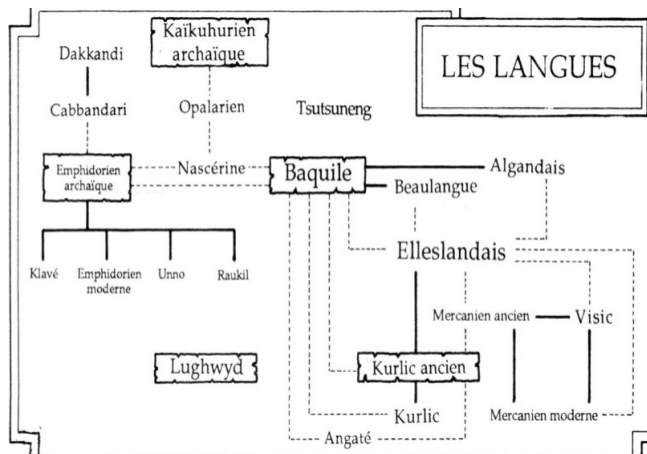 LES LANGUES
Kaïkuhurien
archaïque
Dakkandi
Cabbandari
Opalarien
Tsutsuneng
Emphidorien
archaïque
Nascérine
Baquile
Algandais
Beaulangue
Elleslandais
Klavé
Emphidorien
moderne
Unno
Raukil
Mercanien ancien
Visic
Lughwyd
Kurlic ancien
Kurlic
Mercanien moderne
Angaté